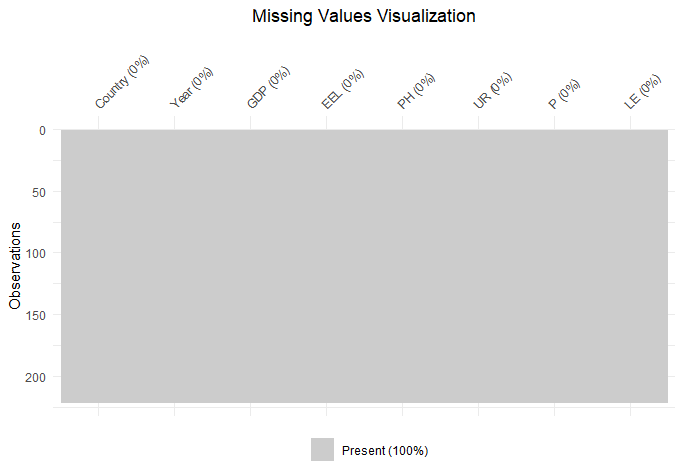 Missing Values Visualization
Country (0%)
Year (0%)
GDP (0%)
EEL (0%)
PH (0%)
UR (0%)
P (0%)
LE (0%)
0
50
100
150
200
Observations
Present (100%)